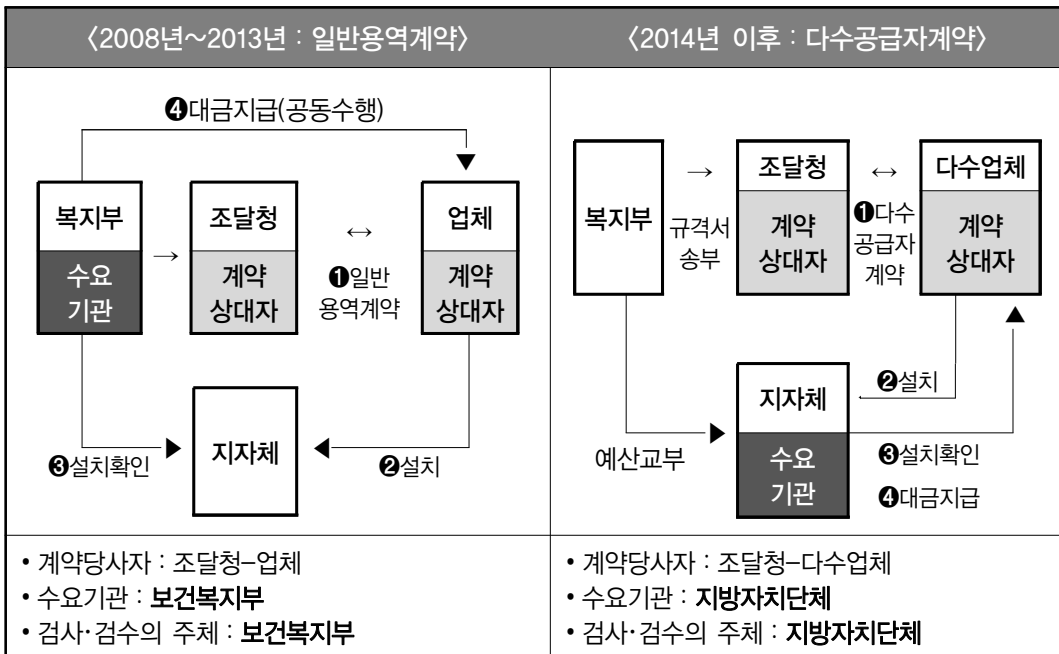 〈2008년~2013년 : 일반용역계약〉
❹대금지급(공동수행)
복지부
수요
기관
→
조달청
계약
상대자
↔
❶일반
용역계약
업체
계약
상대자
❸설치확인
지자체
❷설치
• 계약당사자 : 조달청-업체
• 수요기관 : 보건복지부
• 검사·검수의 주체 : 보건복지부
〈2014년 이후 : 다수공급자계약〉
복지부
→
규격서
송부
조달청
계약
상대자
↔
❶다수
공급자
계약
다수업체
계약
상대자
❷설치
예산교부
지자체
수요
기관
❸설치확인
❹대금지급
• 계약당사자 : 조달청-다수업체
• 수요기관 : 지방자치단체
• 검사·검수의 주체 : 지방자치단체